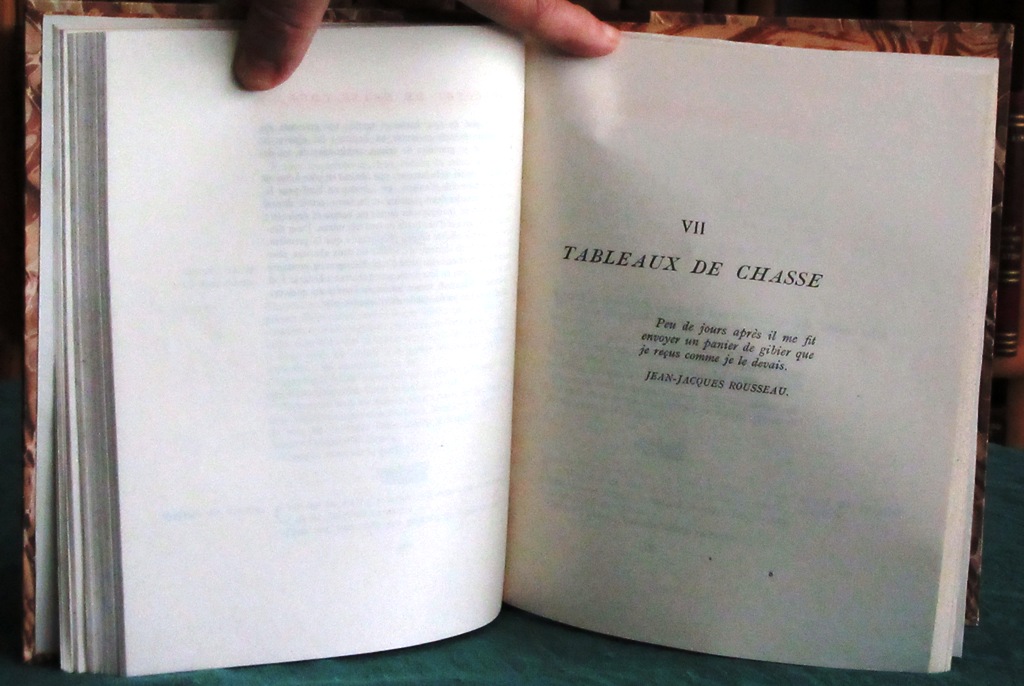 VII
TABLEAUX DE CHASSE
Peu de jours après il me fit
envoyer un panier de gibier que
je reçus comme je le devais.
JEAN-JACQUES ROUSSEAU.